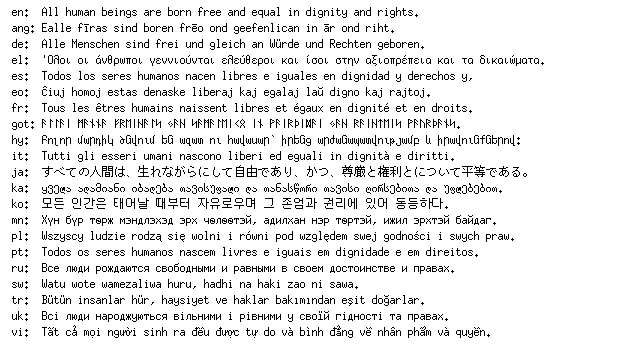 en: All human beings are born free and equal in dignity and rights.
ang: Ealle fīras sind boren frēo ond geefenlican in ār ond riht.
de: Alle Menschen sind frei und gleich an Würde und Rechten geboren.
el: 'Ολοι οι άνθρωποι γεννιούνται ελεύθεροι και ίσοι στην αξιοπρέπεια και τα δικαιώματα.
es: Todos los seres humanos nacen libres e iguales en dignidad y derechos y,
eo: Ĉiuj homoj estas denaske liberaj kaj egalaj laŭ digno kaj rajtoj.
fr: Tous les êtres humains naissent libres et égaux en dignité et en droits.
got:
hy: Բոլոր մարդիկ ծնվում են ազատ ու հավասար՝ իրենց արժանապատվությամբ և իրավունքներով:
it: Tutti gli esseri umani nascono liberi ed eguali in dignità e diritti.
ja: すべての人間は、生れながらにして自由であり、かつ、尊厳と権利とについて平等である。
ka: ყველა ადამიანი იბადება თავისუფალი და თანასწორი თავისი ღირსებითა და უფლებებით.
ko: 모든 인간은 태어날 때부터 자유로우며 그 존엄과 권리에 있어 동등하다.
mn: Хүн бүр төрж мэндлэхэд эрх чөлөөтэй, адилхан нэр төртэй, ижил эрхтэй байдаг.
pl: Wszyscy ludzie rodzą się wolni i równi pod względem swej godności i swych praw.
pt: Todos os seres humanos nascem livres e iguais em dignidade e em direitos.
ru: Все люди рождаются свободными и равными в своем достоинстве и правах.
sw: Watu wote wamezaliwa huru, hadhi na haki zao ni sawa.
tr: Bütün insanlar hür, haysiyet ve haklar bakımından eşit doğarlar.
uk: Всі люди народжуються вільними і рівними у своїй гідності та правах.
vi: Tất cả mọi người sinh ra đều được tự do và bình đẳng về nhân phẩm và quyền.